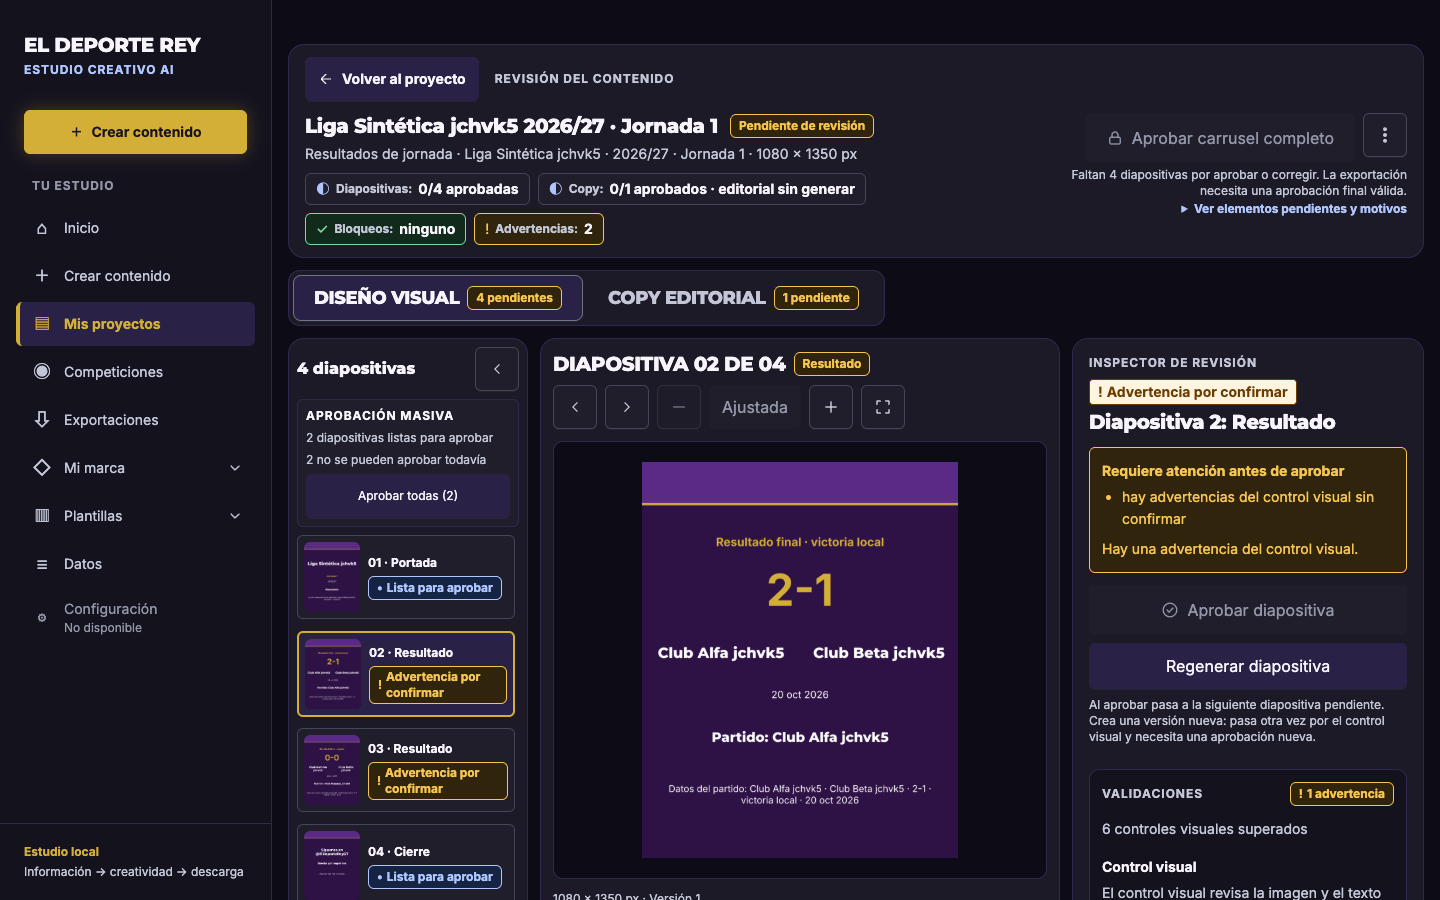 EL DEPORTE REY
ESTUDIO CREATIVO AI
+ Crear contenido
TU ESTUDIO
Inicio
Crear contenido
Mis proyectos
Competiciones
Exportaciones
Mi marca
Plantillas
Datos
Configuración
No disponible
Estudio local
Información → creatividad → descarga
← Volver al proyecto
REVISIÓN DEL CONTENIDO
Liga Sintética jchvk5 2026/27 · Jornada 1
Pendiente de revisión
Resultados de jornada · Liga Sintética jchvk5 · 2026/27 · Jornada 1 · 1080 × 1350 px
Diapositivas: 0/4 aprobadas
Copy: 0/1 aprobados · editorial sin generar
✓ Bloqueos: ninguno
! Advertencias: 2
Aprobar carrusel completo
Faltan 4 diapositivas por aprobar o corregir. La exportación
necesita una aprobación final válida.
▸ Ver elementos pendientes y motivos
DISEÑO VISUAL 4 pendientes
COPY EDITORIAL 1 pendiente
4 diapositivas
APROBACIÓN MASIVA
2 diapositivas listas para aprobar
2 no se pueden aprobar todavía
Aprobar todas (2)
Liga Sintética jchvk5
01 · Portada
• Lista para aprobar
2-1
02 · Resultado
! Advertencia por
confirmar
0-0
03 · Resultado
! Advertencia por
confirmar
04 · Cierre
• Lista para aprobar
DIAPOSITIVA 02 DE 04
Resultado
Ajustada
Resultado final · victoria local
2-1
Club Alfa jchvk5 Club Beta jchvk5
20 oct 2026
Partido: Club Alfa jchvk5
Datos del partido: Club Alfa jchvk5 · Club Beta jchvk5 · 2-1 ·
victoria local · 20 oct 2026
1080 × 1350 px · Versión 1
INSPECTOR DE REVISIÓN
! Advertencia por confirmar
Diapositiva 2: Resultado
Requiere atención antes de aprobar
• hay advertencias del control visual sin
confirmar
Hay una advertencia del control visual.
Aprobar diapositiva
Regenerar diapositiva
Al aprobar pasa a la siguiente diapositiva pendiente.
Crea una versión nueva: pasa otra vez por el control
visual y necesita una aprobación nueva.
VALIDACIONES
! 1 advertencia
6 controles visuales superados
Control visual
El control visual revisa la imagen y el texto